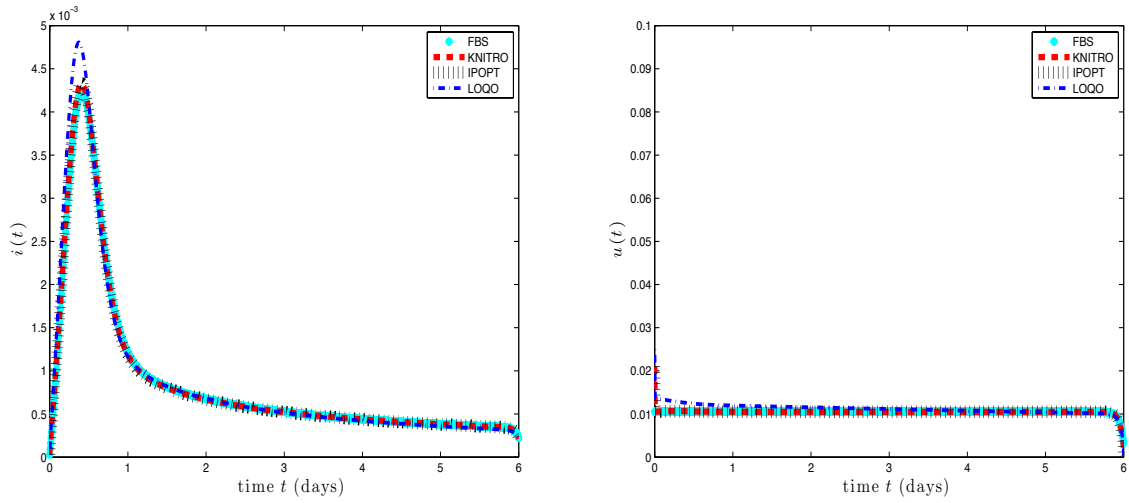 x 10⁻³
5
4.5
4
3.5
3
2.5
2
1.5
1
0.5
0
0 1 2 3 4 5 6
i(t)
time t (days)
FBS
KNITRO
IPOPT
LOQO
0.1
0.09
0.08
0.07
0.06
0.05
0.04
0.03
0.02
0.01
0
0 1 2 3 4 5 6
u(t)
time t (days)
FBS
KNITRO
IPOPT
LOQO